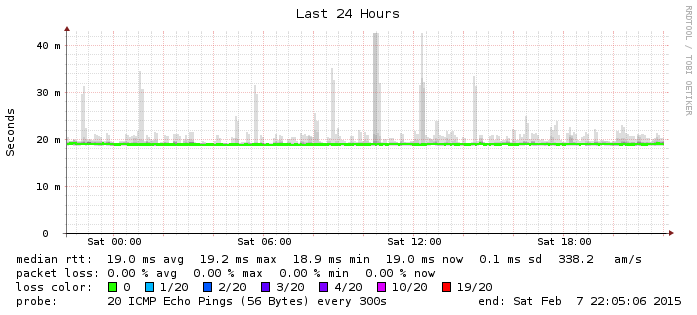 Last 24 Hours
RRDTOOL / TOBI OETIKER
Seconds
40 m
30 m
20 m
10 m
0
Sat 00:00 Sat 06:00 Sat 12:00 Sat 18:00
median rtt: 19.0 ms avg 19.2 ms max 18.9 ms min 19.0 ms now 0.1 ms sd 338.2 am/s
packet loss: 0.00 % avg 0.00 % max 0.00 % min 0.00 % now
loss color: 0 1/20 2/20 3/20 4/20 10/20 19/20
probe: 20 ICMP Echo Pings (56 Bytes) every 300s end: Sat Feb 7 22:05:06 2015